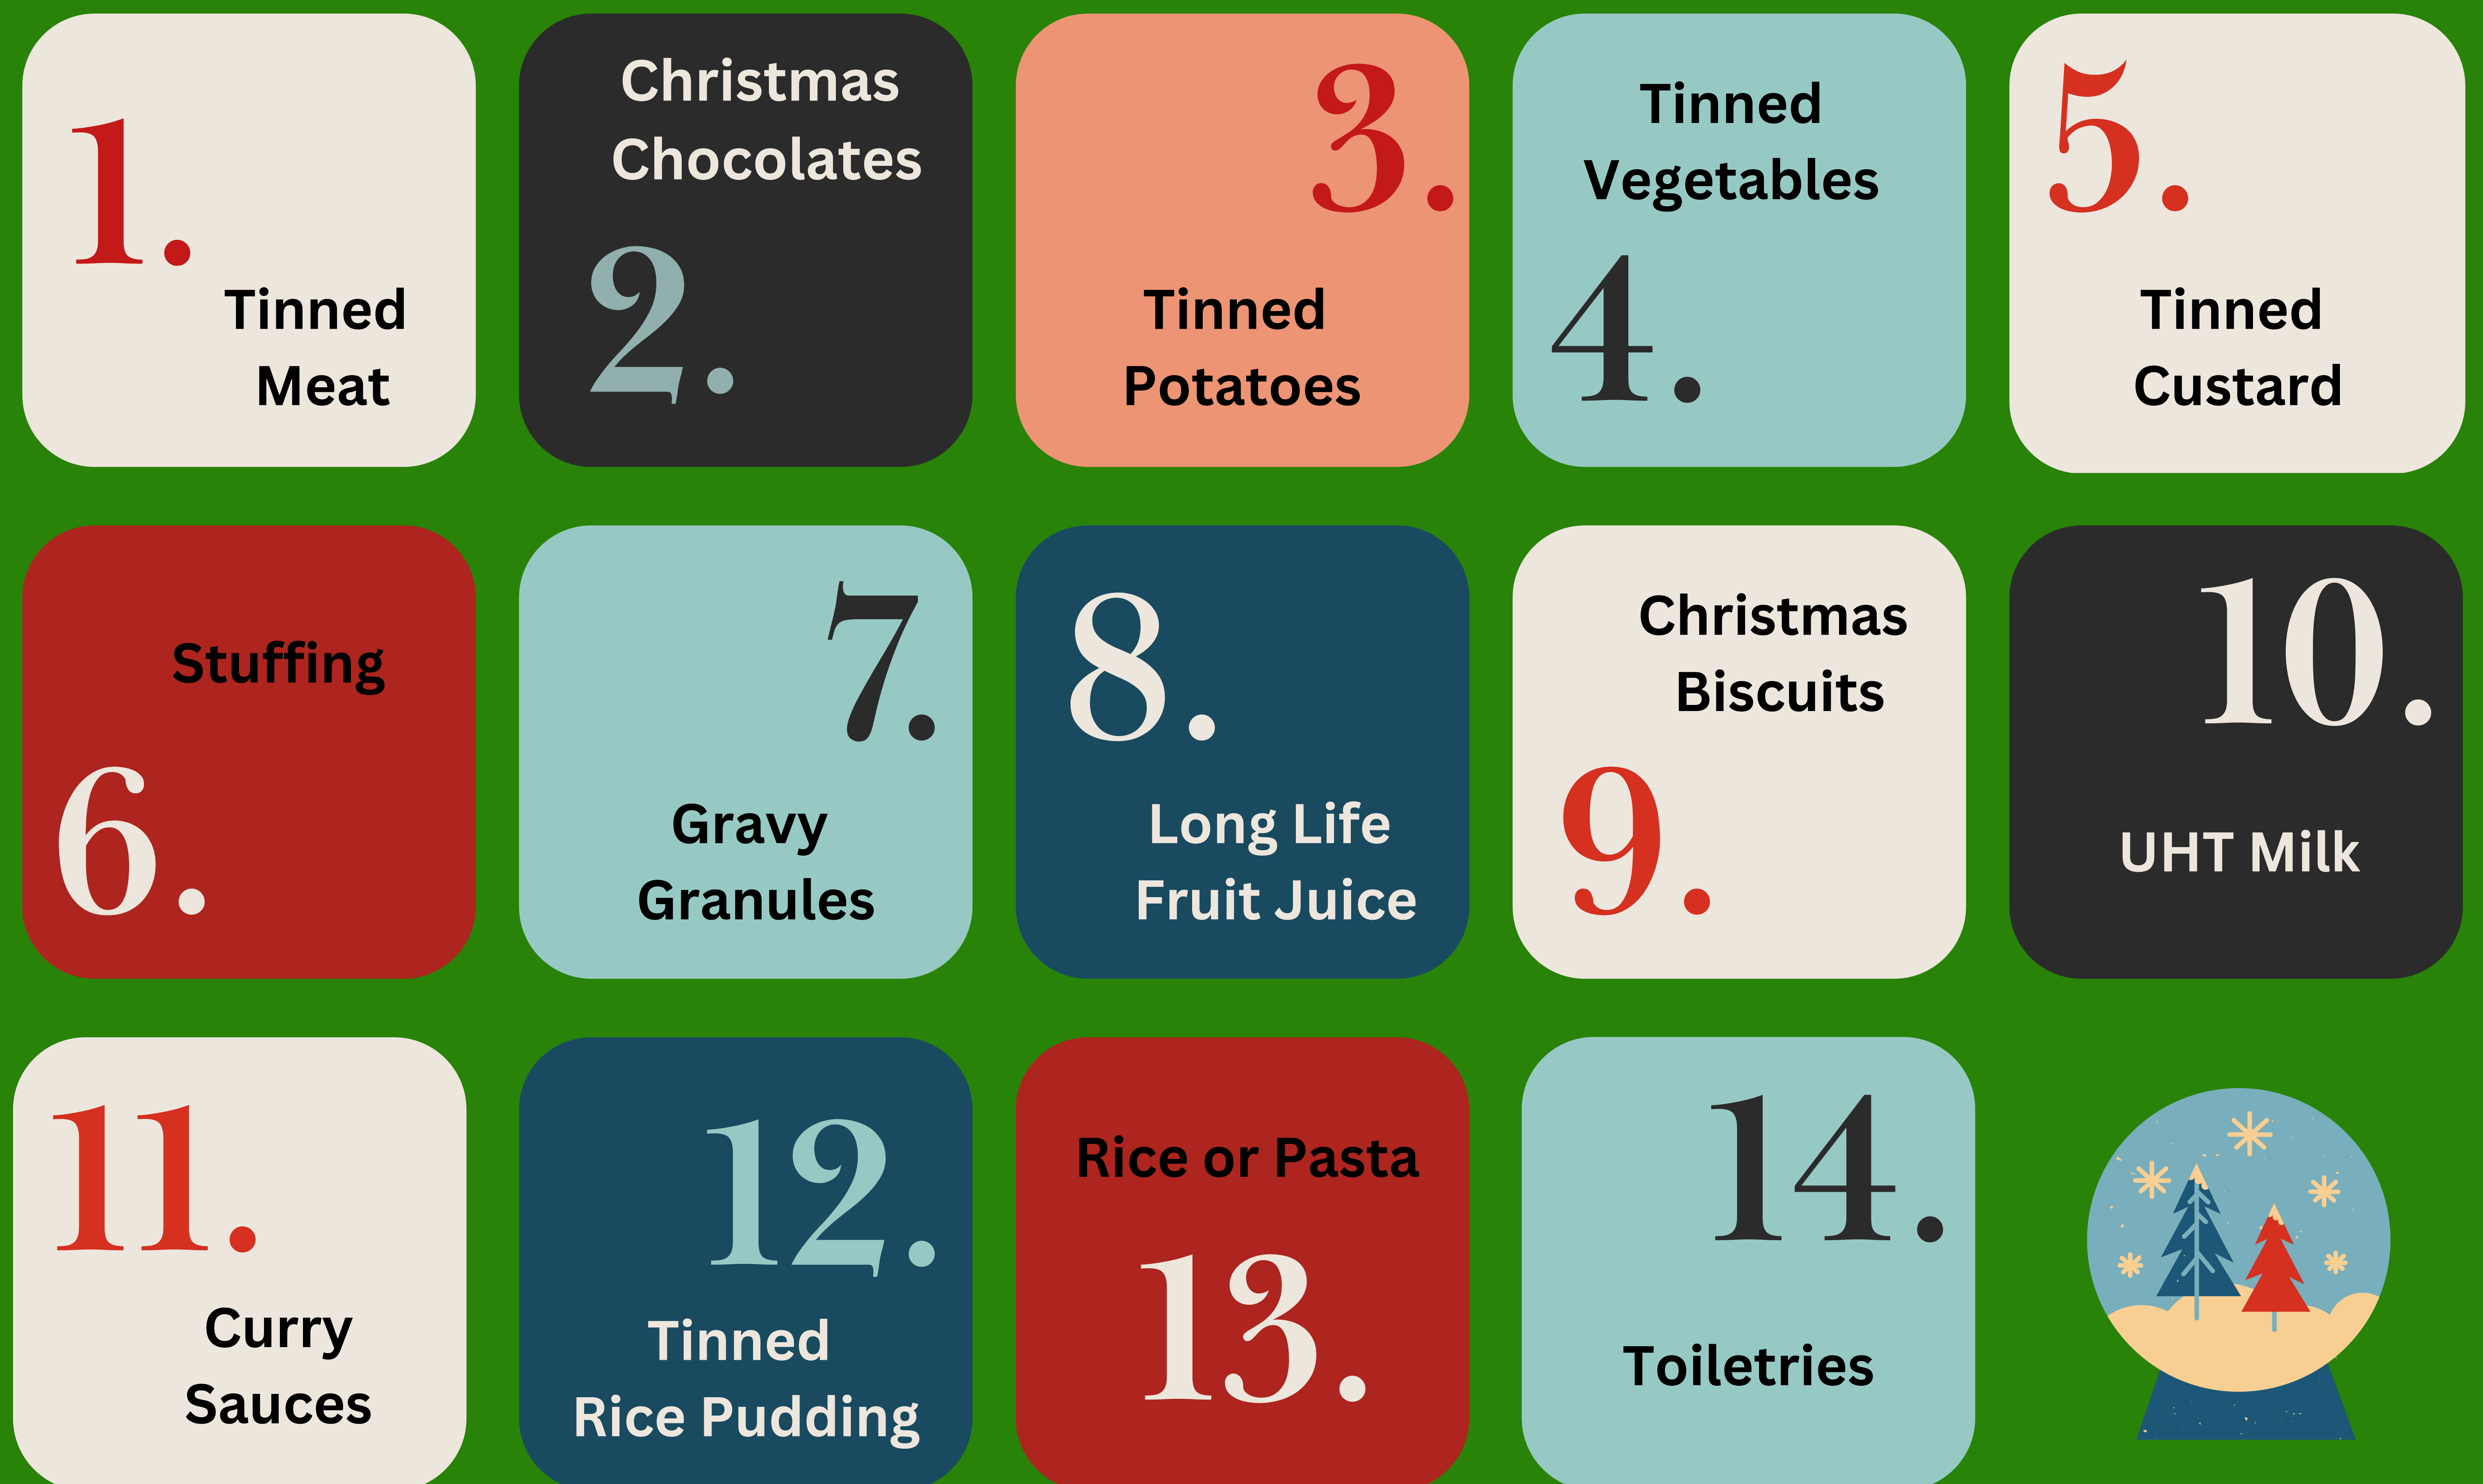 1.
Tinned
Meat
Christmas
Chocolates
2.
3.
Tinned
Potatoes
Tinned
Vegetables
4.
5.
Tinned
Custard
Stuffing
6.
7.
Gravy
Granules
8.
Long Life
Fruit Juice
Christmas
Biscuits
9.
10.
UHT Milk
11.
Curry
Sauces
12.
Tinned
Rice Pudding
Rice or Pasta
13.
14.
Toiletries